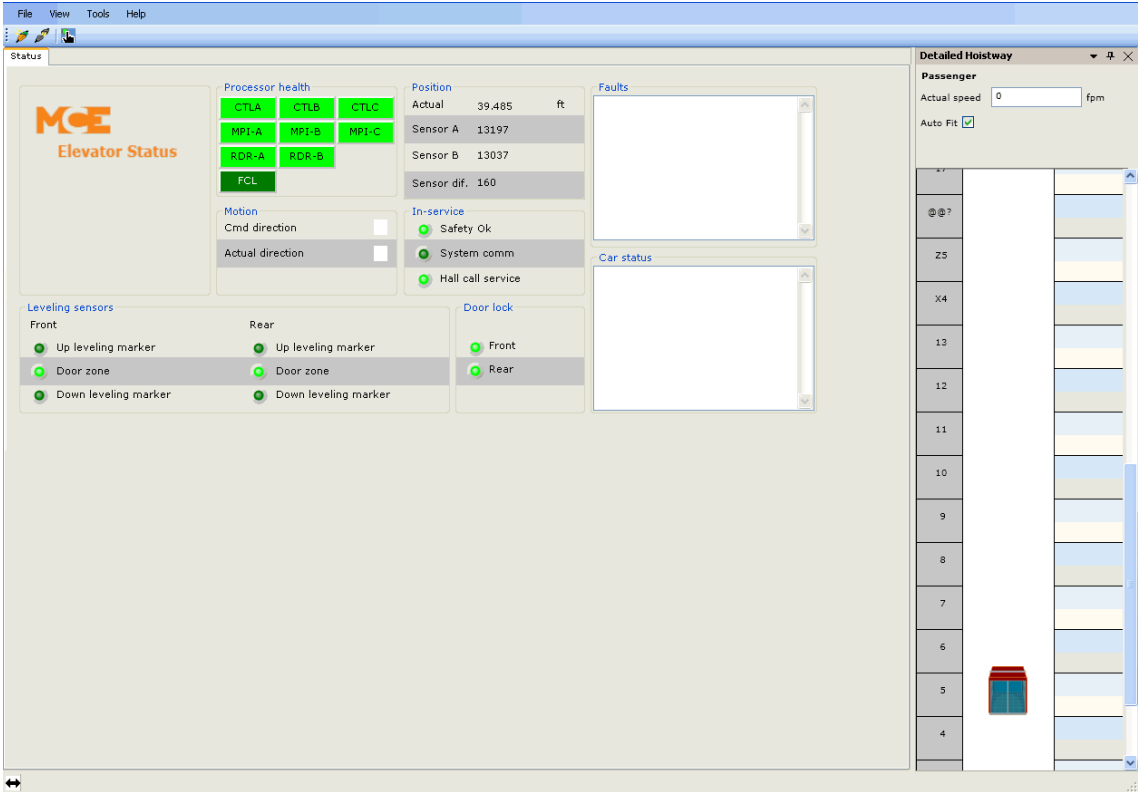 File View Tools Help
Status
MCE
Elevator Status
Processor health
CTLA CTLB CTLC
MPI-A MPI-B MPI-C
RDR-A RDR-B
FCL
Position
Actual 39.485 ft
Sensor A 13197
Sensor B 13037
Sensor dif. 160
Faults
Motion
Cmd direction
Actual direction
In-service
Safety Ok
System comm
Hall call service
Car status
Leveling sensors
Front Rear
Up leveling marker Up leveling marker
Door zone Door zone
Down leveling marker Down leveling marker
Door lock
Front
Rear
Detailed Hoistway
Passenger
Actual speed 0 fpm
Auto Fit
@@?
Z5
X4
13
12
11
10
9
8
7
6
5
4